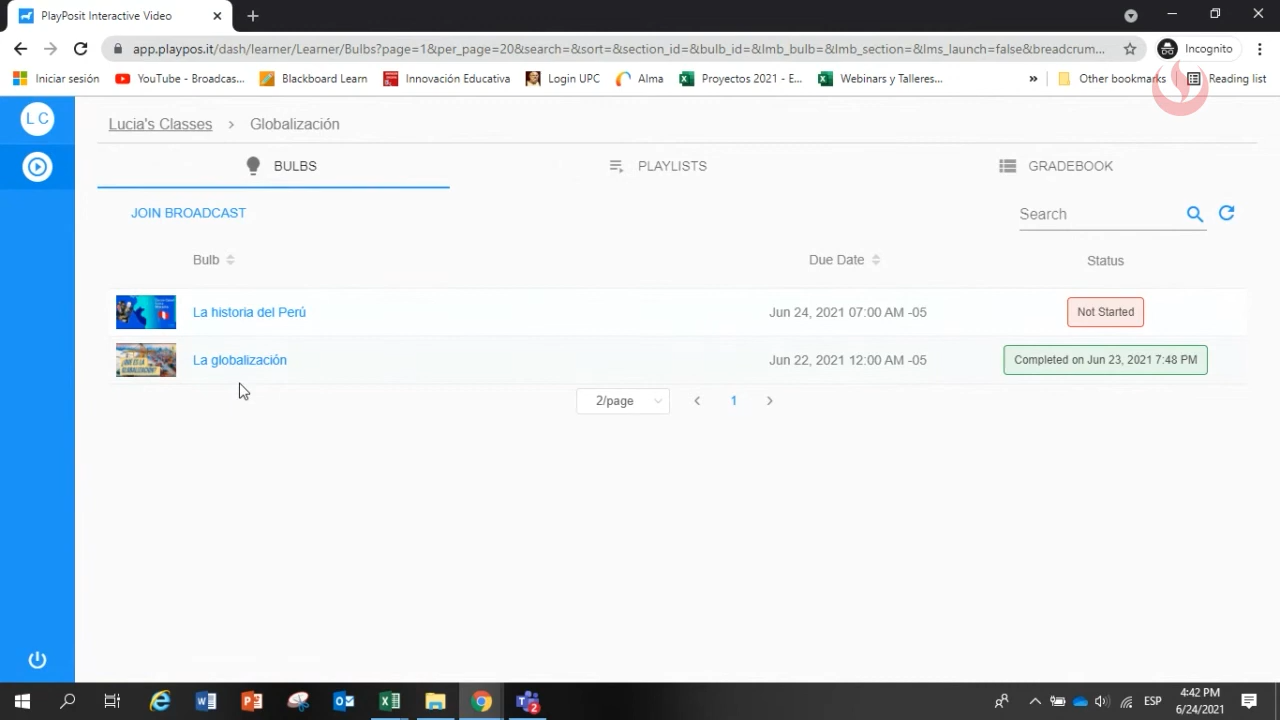 PlayPosit Interactive Video
app.playpos.it/dash/learner/Learner/Bulbs?page=1&per_page=20&search=&sort=&section_id=&bulb_id=&lmb_bulb=&lmb_section=&lms_launch=false&breadcrum...
Incognito
Iniciar sesión
YouTube - Broadcas...
Blackboard Learn
Innovación Educativa
Login UPC
Alma
Proyectos 2021 - E...
Webinars y Talleres...
»
Other bookmarks
Reading list
LC
Lucia's Classes > Globalización
BULBS
PLAYLISTS
GRADEBOOK
JOIN BROADCAST
Search
Bulb
Due Date
Status
La historia del Perú
Jun 24, 2021 07:00 AM -05
Not Started
¿QUÉ ES LA GLOBALIZACIÓN?
La globalización
Jun 22, 2021 12:00 AM -05
Completed on Jun 23, 2021 7:48 PM
2/page
1
2
ESP
4:42 PM
6/24/2021